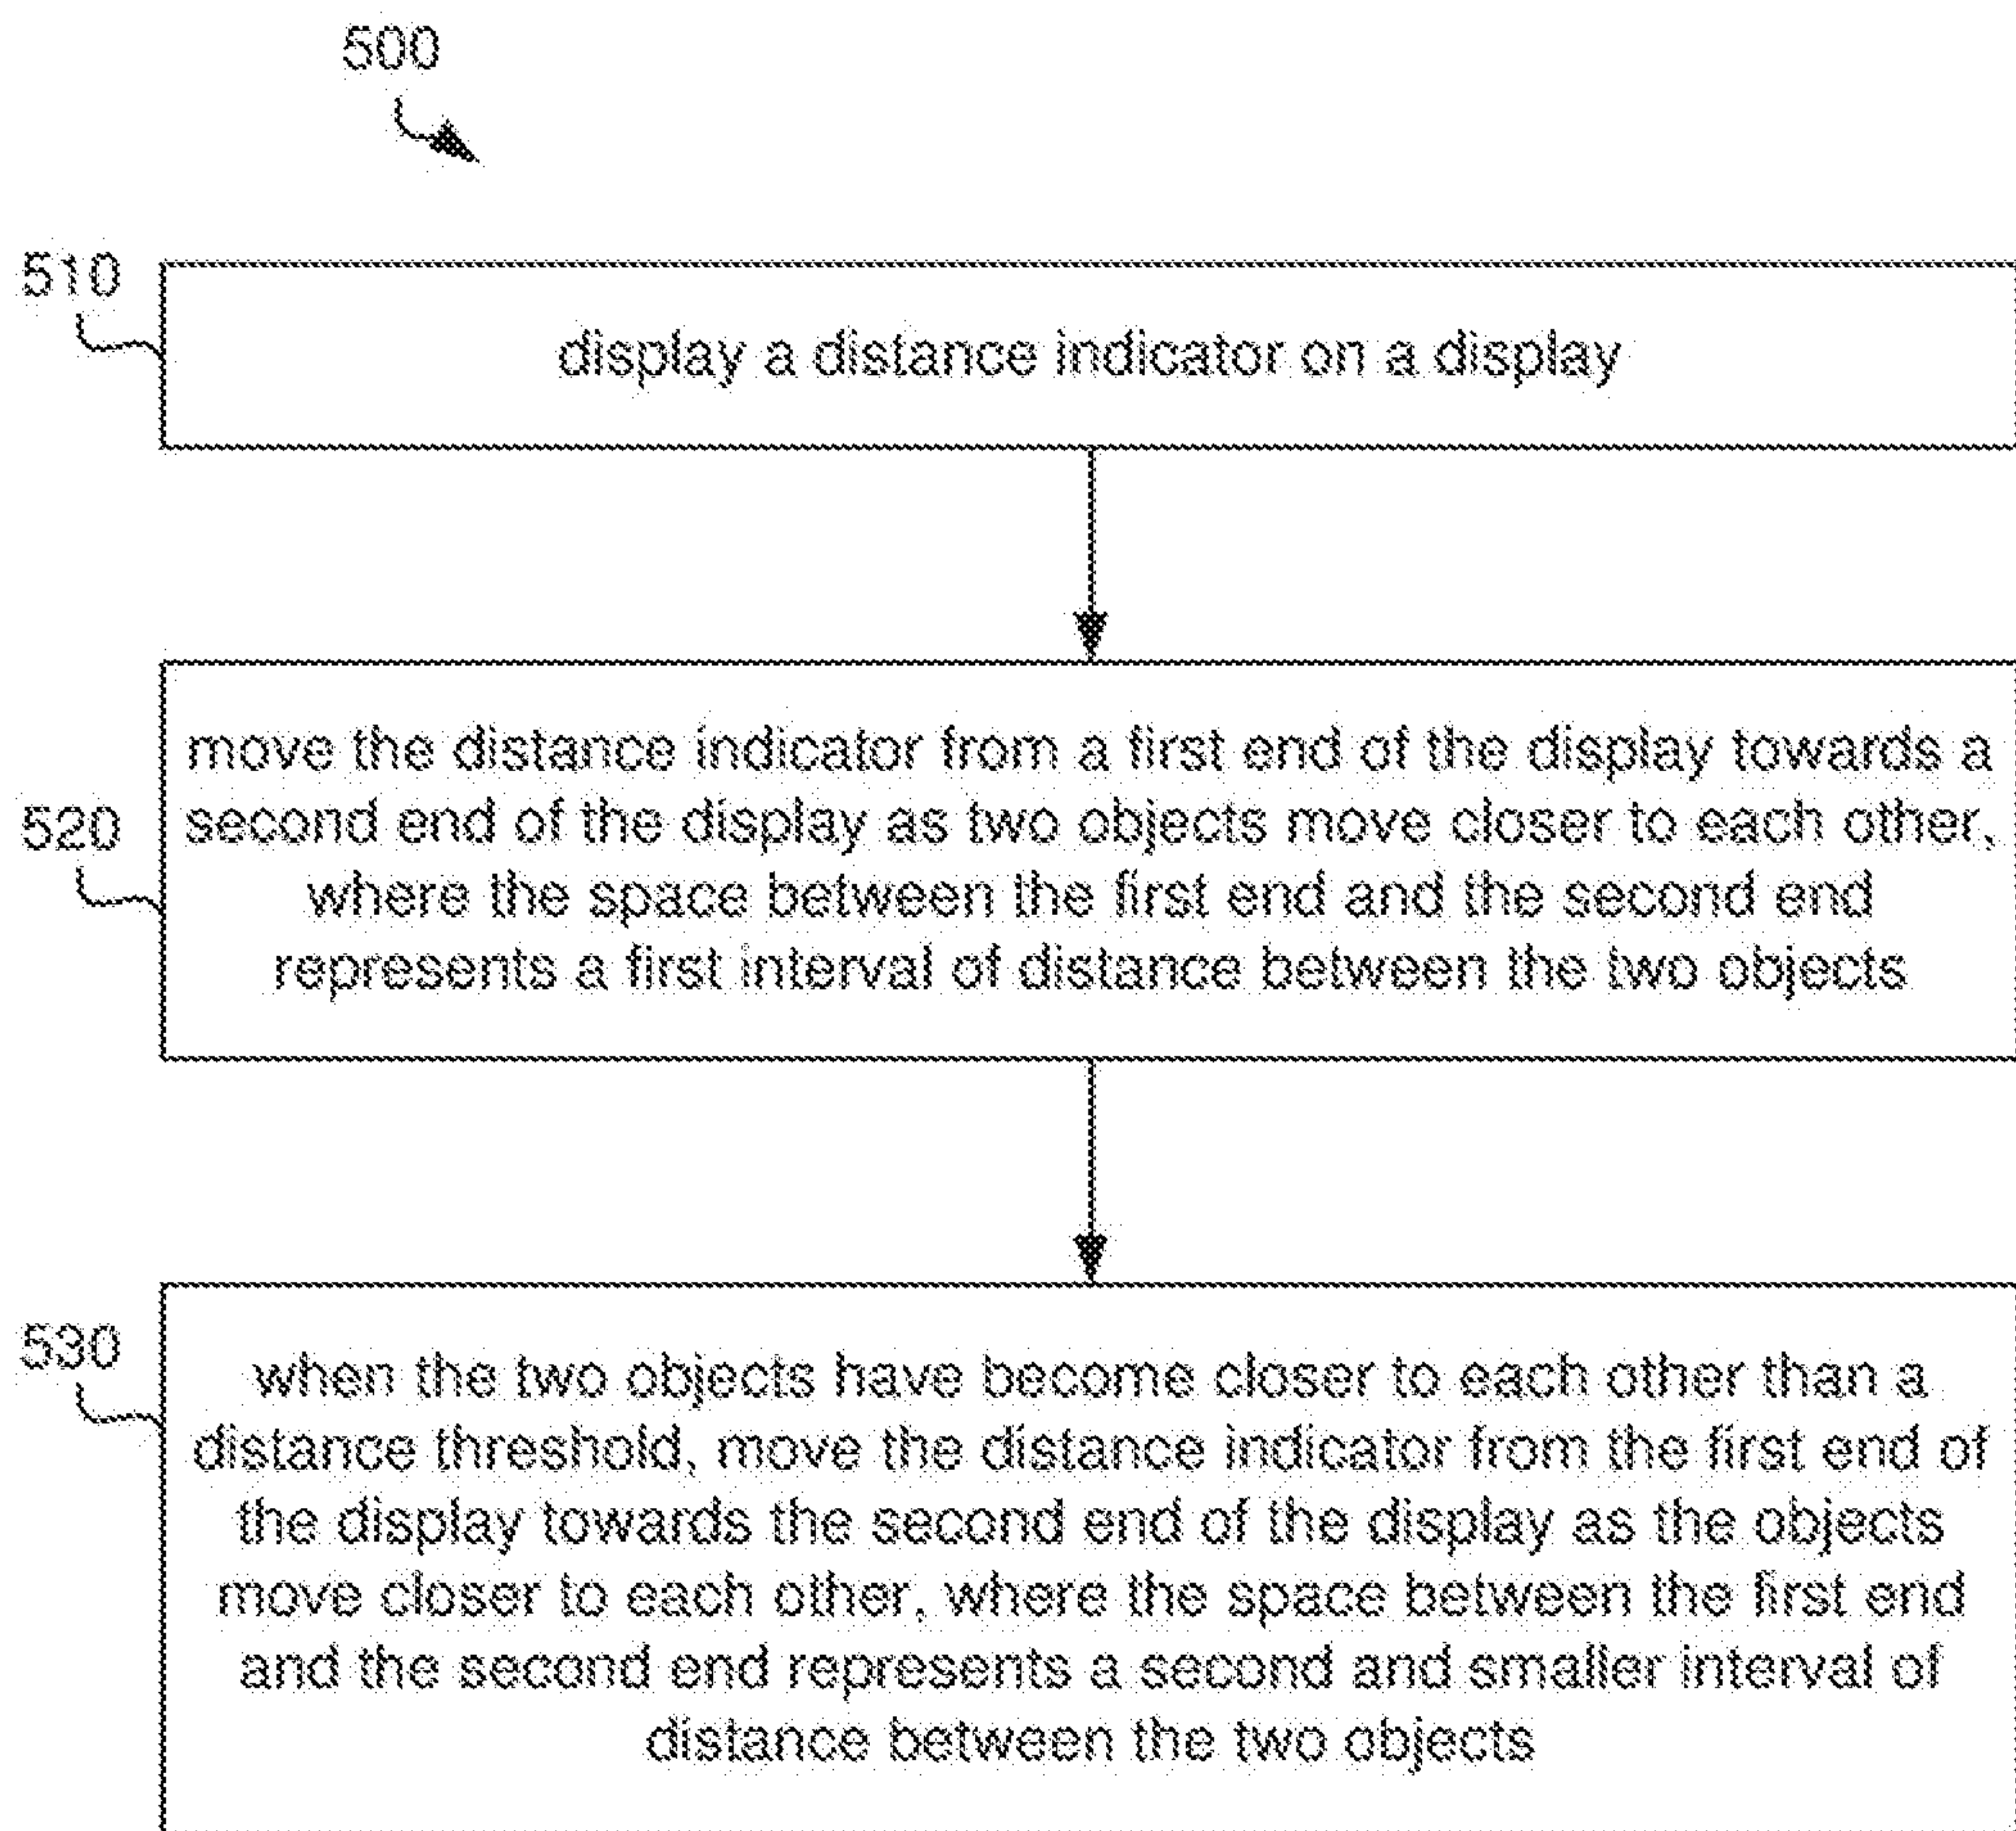 500
510
display a distance indicator on a display
520
move the distance indicator from a first end of the display towards a
second end of the display as two objects move closer to each other,
where the space between the first end and the second end
represents a first interval of distance between the two objects
530
when the two objects have become closer to each other than a
distance threshold, move the distance indicator from the first end of
the display towards the second end of the display as the objects
move closer to each other, where the space between the first end
and the second end represents a second and smaller interval of
distance between the two objects